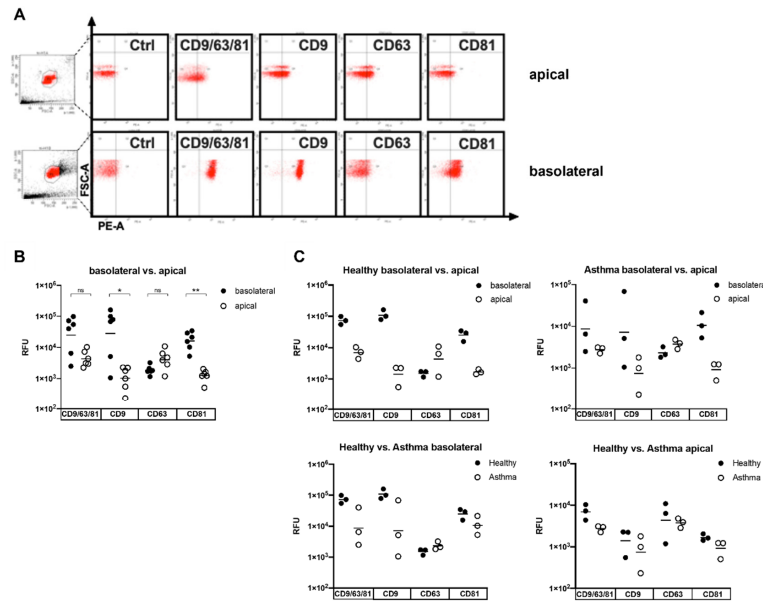 A
Ctrl CD9/63/81 CD9 CD63 CD81
apical
Ctrl CD9/63/81 CD9 CD63 CD81
basolateral
FSC-A
PE-A
B
basolateral vs. apical
basolateral
apical
ns * ns **
RFU
1×10⁶
1×10⁵
1×10⁴
1×10³
1×10²
CD9/63/81 CD9 CD63 CD81
C
Healthy basolateral vs. apical
basolateral
apical
RFU
1×10⁶
1×10⁵
1×10⁴
1×10³
1×10²
CD9/63/81 CD9 CD63 CD81
Asthma basolateral vs. apical
basolatera
apical
RFU
1×10⁵
1×10⁴
1×10³
1×10²
CD9/63/81 CD9 CD63 CD81
Healthy vs. Asthma basolateral
Healthy
Asthma
RFU
1×10⁶
1×10⁵
1×10⁴
1×10³
1×10²
CD9/63/81 CD9 CD63 CD81
Healthy vs. Asthma apical
Healthy
Asthma
RFU
1×10⁵
1×10⁴
1×10³
1×10²
CD9/63/81 CD9 CD63 CD81